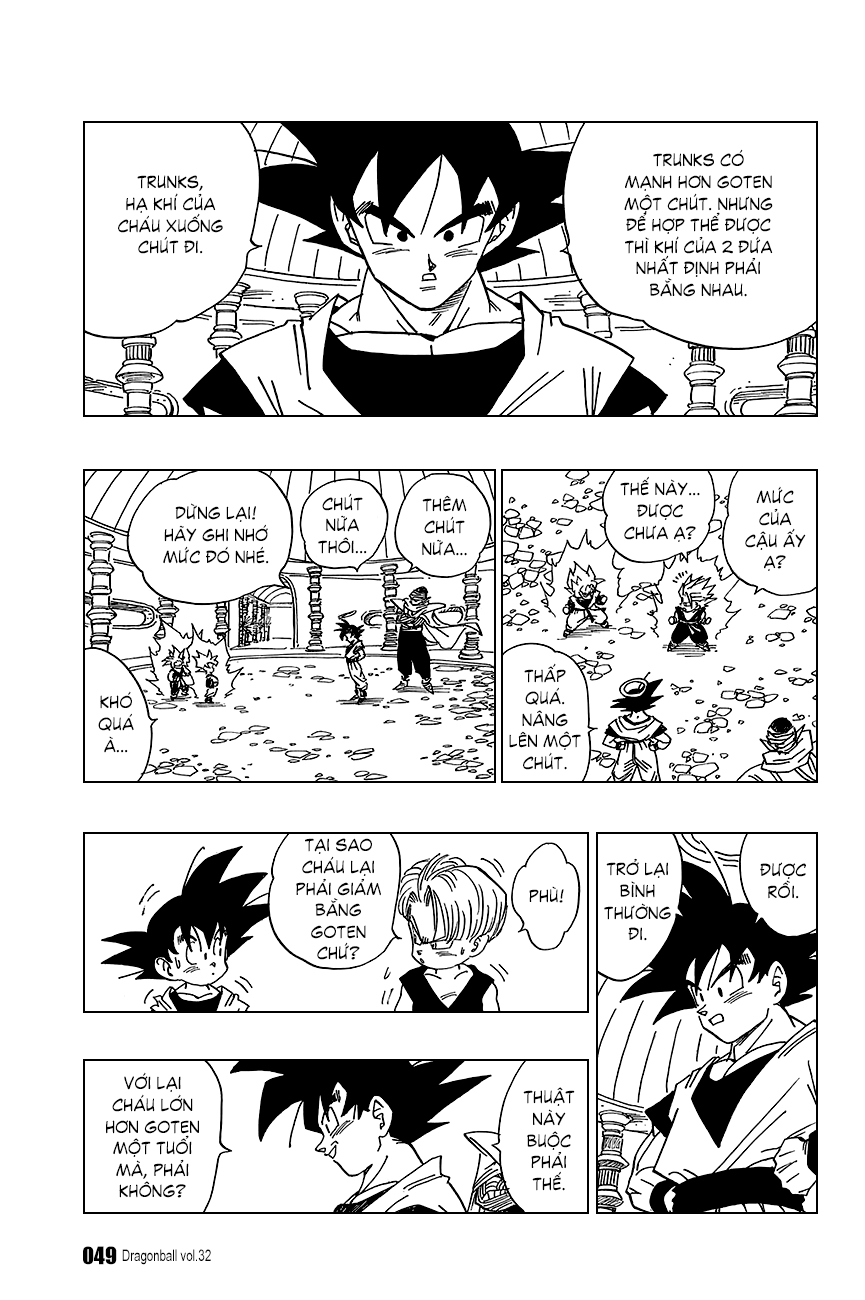 TRUNKS CÓ
MẠNH HƠN GOTEN
MỘT CHÚT. NHƯNG
ĐỂ HỢP THỂ ĐƯỢC
THÌ KHÍ CỦA 2 ĐỨA
NHẤT ĐỊNH PHẢI
BẰNG NHAU.
TRUNKS,
HẠ KHÍ CỦA
CHÁU XUỐNG
CHÚT ĐI.
MỨC
CỦA
CẬU ẤY
Ạ?
THẾ NÀY...
ĐƯỢC
CHƯA Ạ?
THẤP
QUÁ.
NÂNG
LÊN MỘT
CHÚT.
THÊM
CHÚT
NỮA...
CHÚT
NỮA
THÔI...
DỪNG LẠI!
HÃY GHI NHỚ
MỨC ĐÓ NHÉ.
KHÓ
QUÁ
À...
ĐƯỢC
RỒI.
TRỞ LẠI
BÌNH
THƯỜNG
ĐI.
PHÙ!
TẠI SAO
CHÁU LẠI
PHẢI GIẢM
BẰNG
GOTEN
CHỨ?
THUẬT
NÀY
BUỘC
PHẢI
THẾ.
VỚI LẠI
CHÁU LỚN
HƠN GOTEN
MỘT TUỔI
MÀ, PHẢI
KHÔNG?
049 Dragonball vol.32